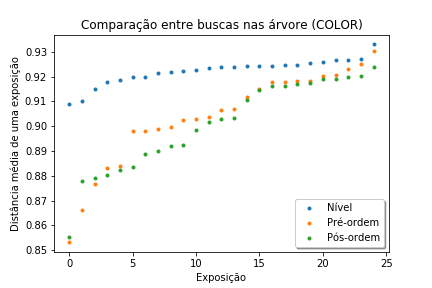 Comparação entre buscas nas árvore (COLOR)
Distância média de uma exposição
0.93
0.92
0.91
0.90
0.89
0.88
0.87
0.86
0.85
0 5 10 15 20 25
Exposição
Nível
Pré-ordem
Pós-ordem